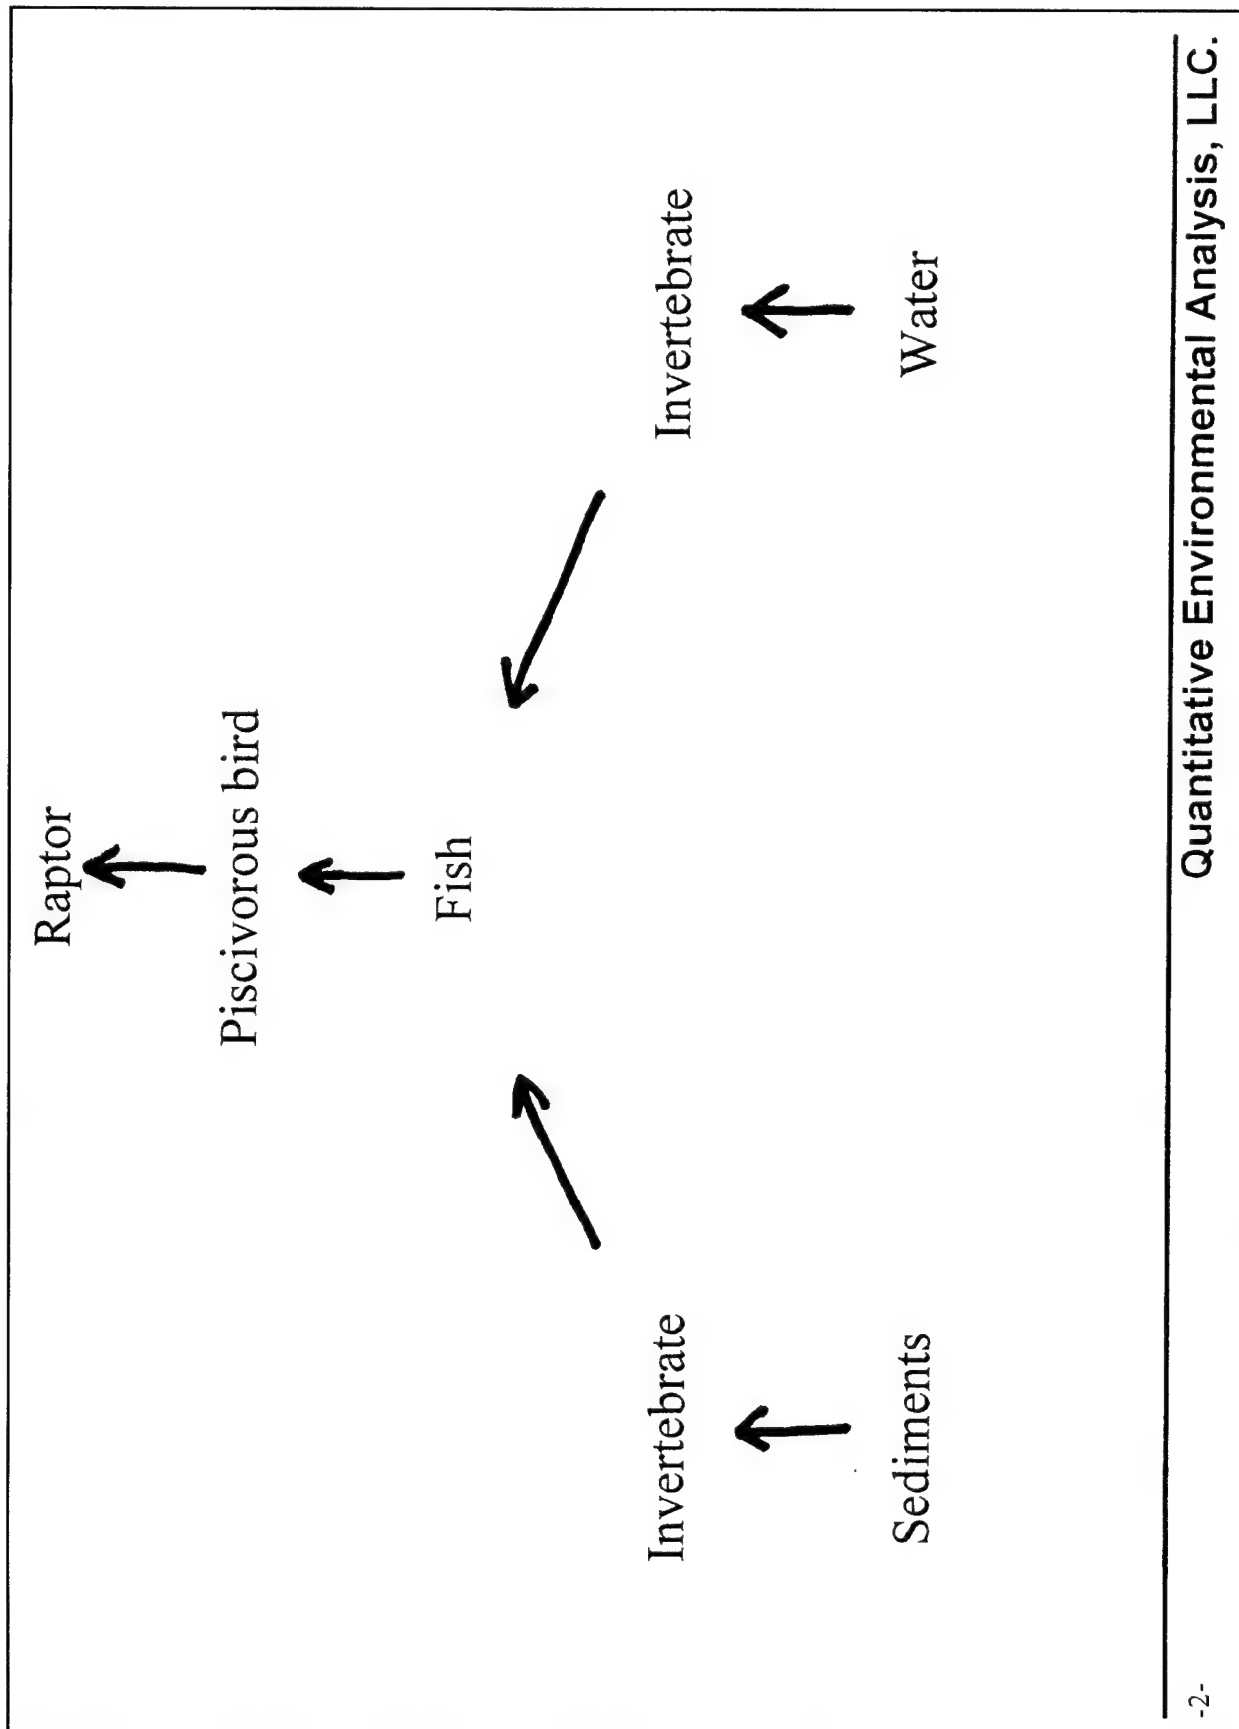 Raptor
Piscivorous bird
Fish
Invertebrate
Invertebrate
Sediments
Water
-2-
Quantitative Environmental Analysis, LLC.